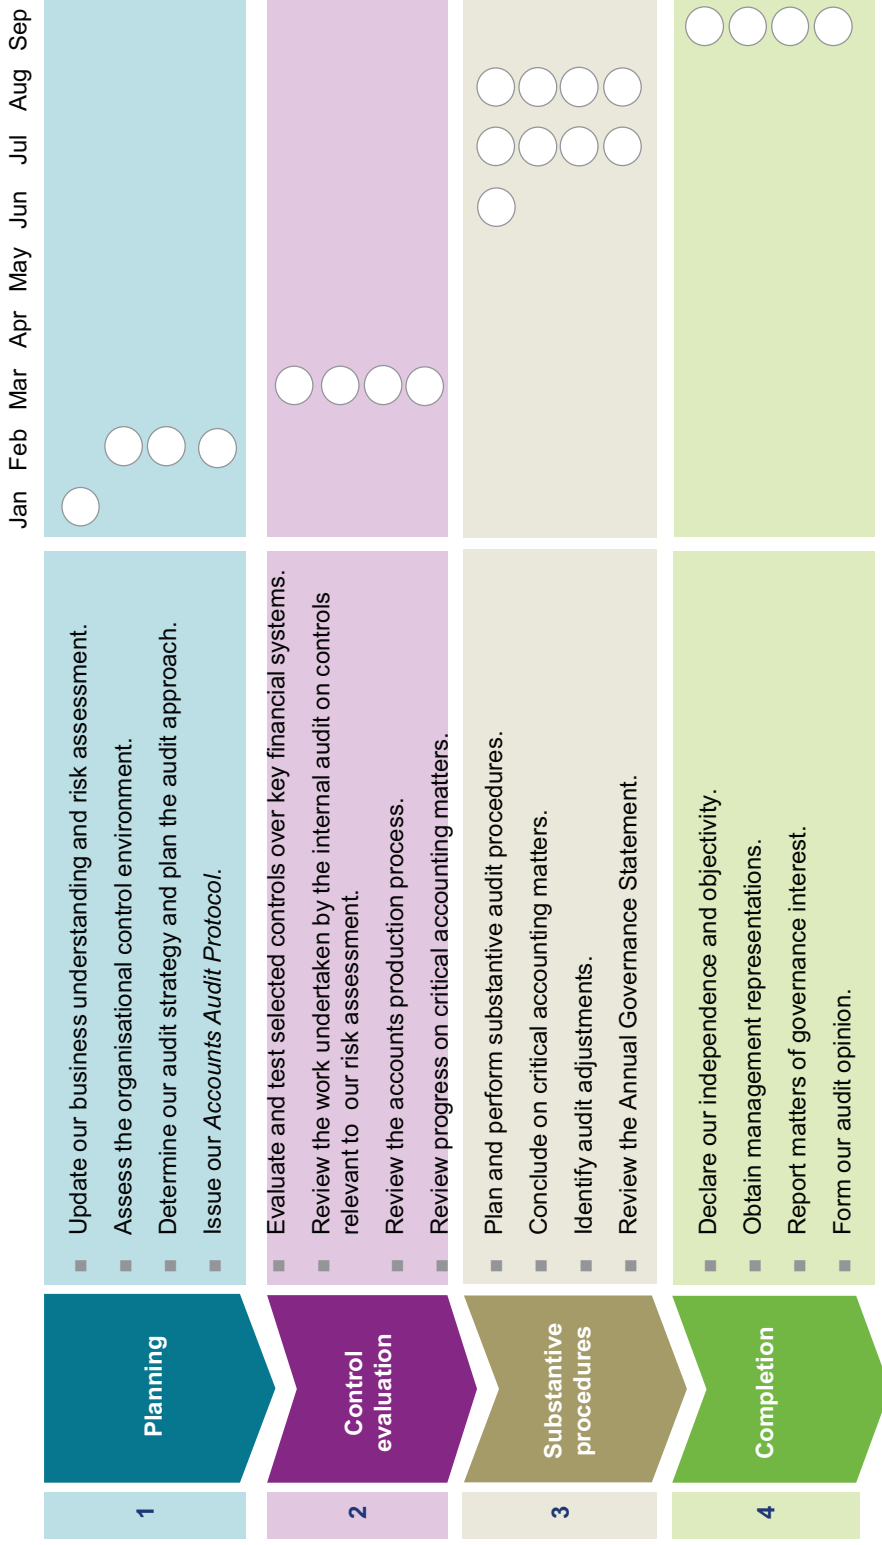 Jan Feb Mar Apr May Jun Jul Aug Sep
1
Planning
■ Update our business understanding and risk assessment.
■ Assess the organisational control environment.
■ Determine our audit strategy and plan the audit approach.
■ Issue our Accounts Audit Protocol.
2
Control
evaluation
■ Evaluate and test selected controls over key financial systems.
■ Review the work undertaken by the internal audit on controls
relevant to our risk assessment.
■ Review the accounts production process.
■ Review progress on critical accounting matters.
3
Substantive
procedures
■ Plan and perform substantive audit procedures.
■ Conclude on critical accounting matters.
■ Identify audit adjustments.
■ Review the Annual Governance Statement.
4
Completion
■ Declare our independence and objectivity.
■ Obtain management representations.
■ Report matters of governance interest.
■ Form our audit opinion.